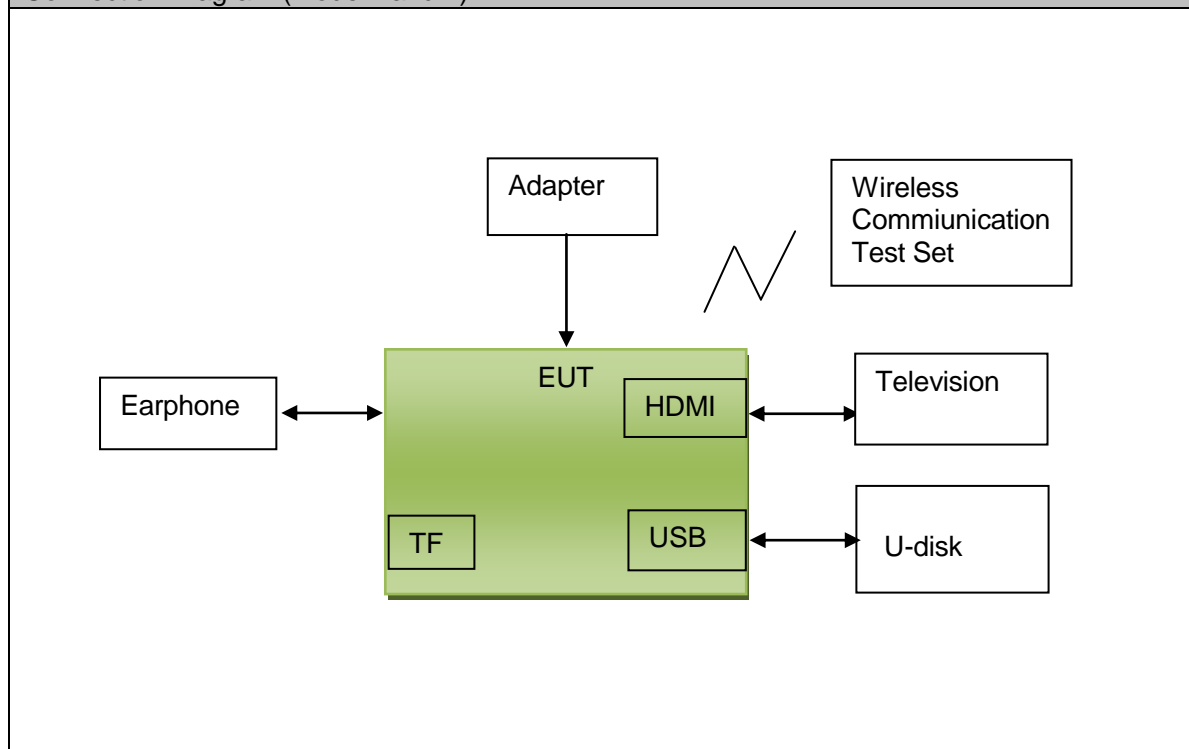 Adapter
Wireless
Commiunication
Test Set
EUT
HDMI
Television
Earphone
TF
USB
U-disk